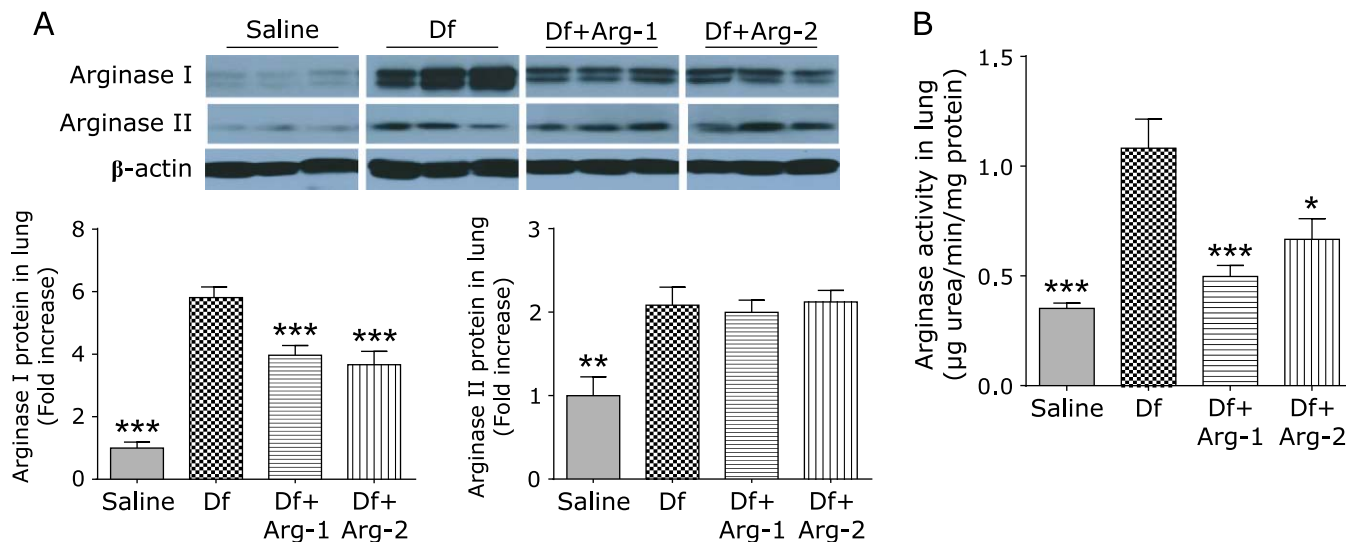 A
Saline Df Df+Arg-1 Df+Arg-2
Arginase I
Arginase II
β-actin
Arginase I protein in lung
(Fold increase)
8
6
4
2
0
***
***
***
Saline Df Df+ Df+
Arg-1 Arg-2
Arginase II protein in lung
(Fold increase)
3
2
1
0
**
Saline Df Df+ Df+
Arg-1 Arg-2
B
Arginase activity in lung
(µg urea/min/mg protein)
1.5
1.0
0.5
0.0
***
***
*
Saline Df Df+ Df+
Arg-1 Arg-2